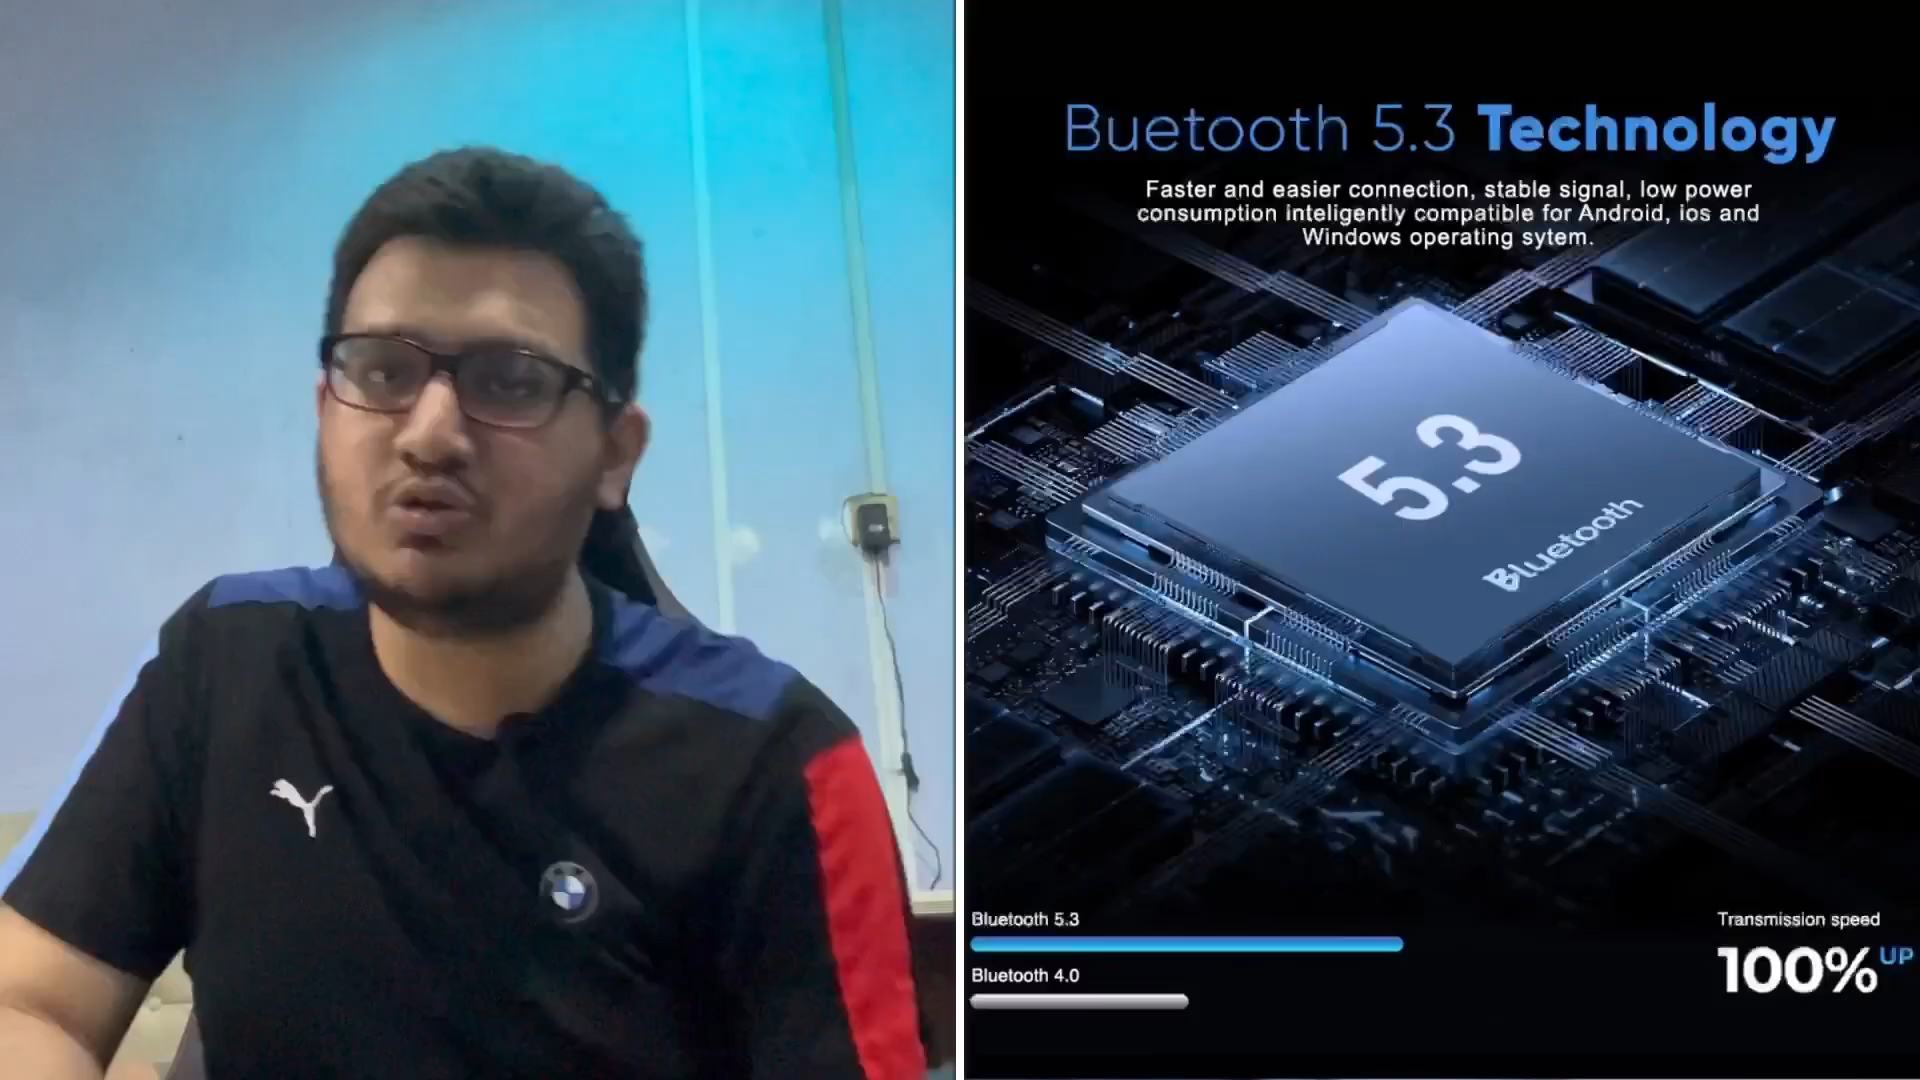 Buetooth 5.3 Technology
Faster and easier connection, stable signal, low power
consumption inteligently compatible for Android, ios and
Windows operating sytem.
5.3
Bluetooth
Bluetooth 5.3
Transmission speed
100% UP
Bluetooth 4.0